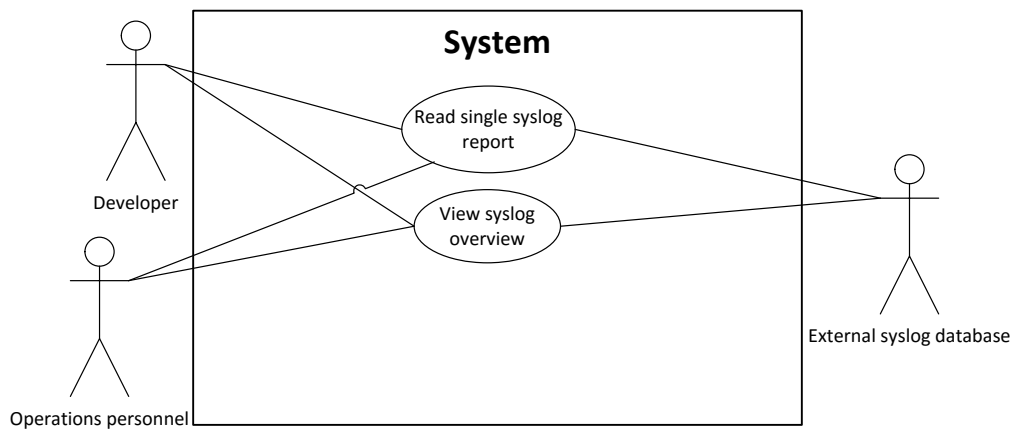 System
Read single syslog
report
Developer
View syslog
overview
External syslog database
Operations personnel